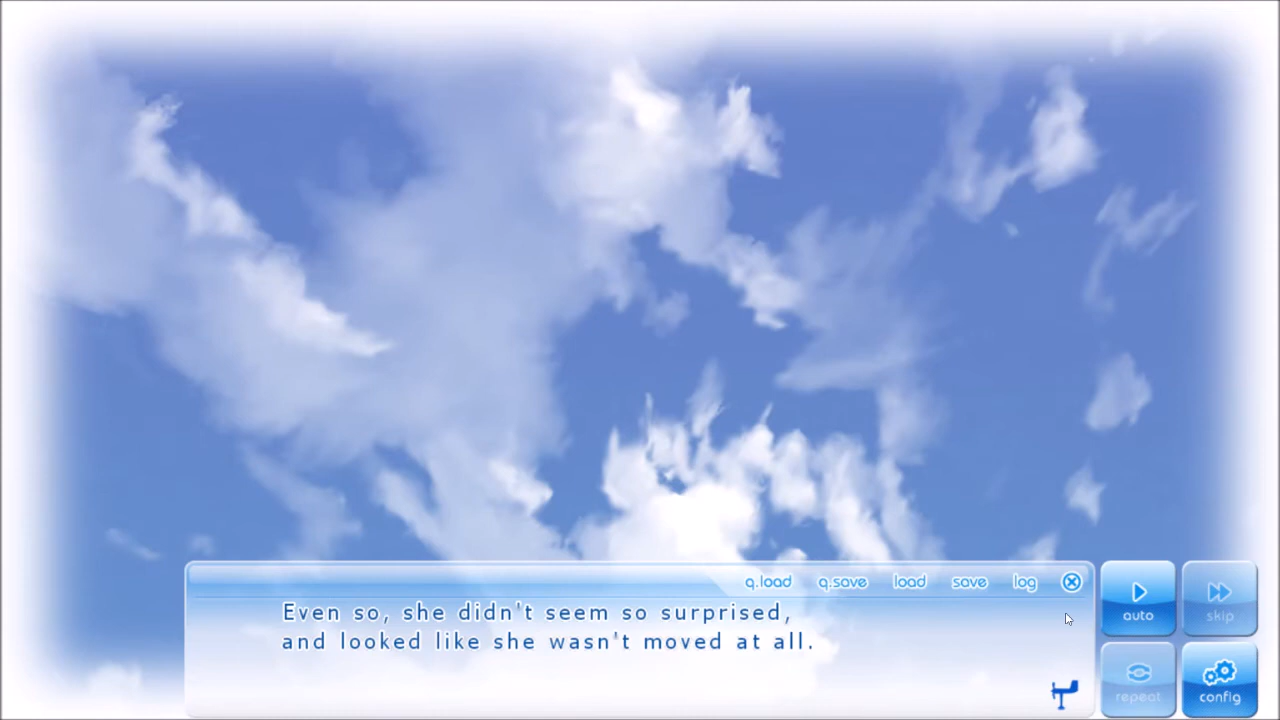 q.load q.save load save log
Even so, she didn't seem so surprised,
and looked like she wasn't moved at all.
auto
skip
repeat
config